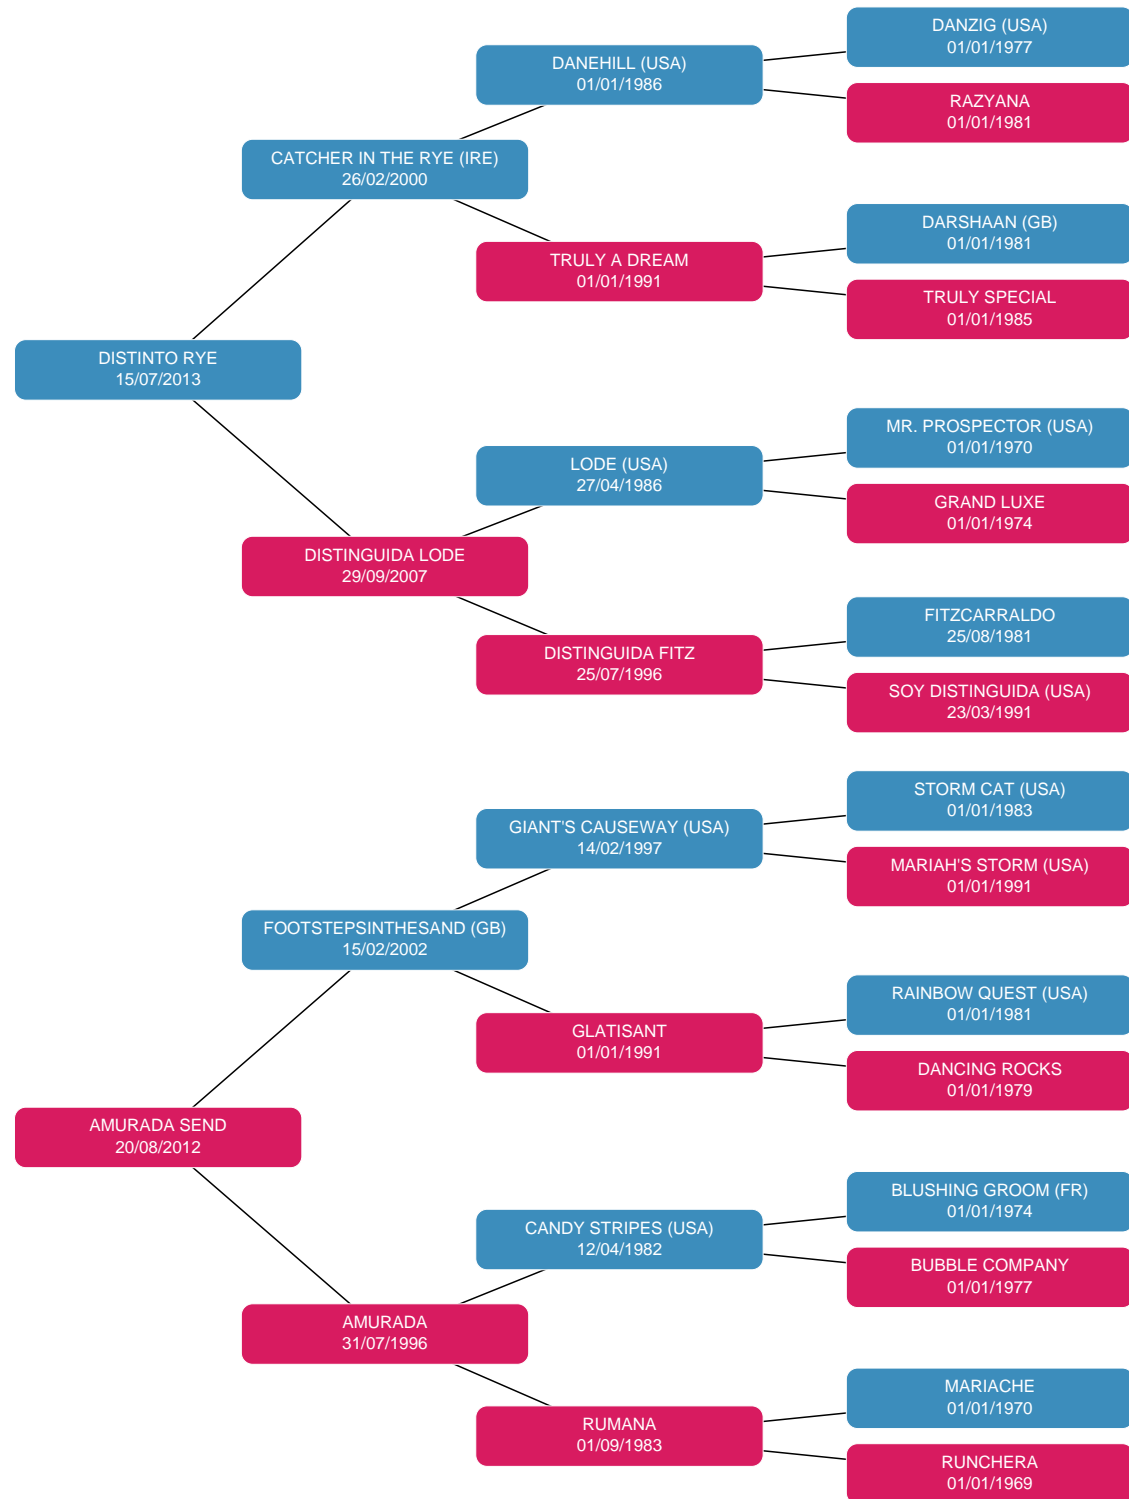 DANZIG (USA)
01/01/1977
DANEHILL (USA)
01/01/1986
RAZYANA
01/01/1981
CATCHER IN THE RYE (IRE)
26/02/2000
DARSHAAN (GB)
01/01/1981
TRULY A DREAM
01/01/1991
TRULY SPECIAL
01/01/1985
DISTINTO RYE
15/07/2013
MR. PROSPECTOR (USA)
01/01/1970
LODE (USA)
27/04/1986
GRAND LUXE
01/01/1974
DISTINGUIDA LODE
29/09/2007
FITZCARRALDO
25/08/1981
DISTINGUIDA FITZ
25/07/1996
SOY DISTINGUIDA (USA)
23/03/1991
STORM CAT (USA)
01/01/1983
GIANT'S CAUSEWAY (USA)
14/02/1997
MARIAH'S STORM (USA)
01/01/1991
FOOTSTEPSINTHESAND (GB)
15/02/2002
RAINBOW QUEST (USA)
01/01/1981
GLATISANT
01/01/1991
DANCING ROCKS
01/01/1979
AMURADA SEND
20/08/2012
BLUSHING GROOM (FR)
01/01/1974
CANDY STRIPES (USA)
12/04/1982
BUBBLE COMPANY
01/01/1977
AMURADA
31/07/1996
MARIACHE
01/01/1970
RUMANA
01/09/1983
RUNCHERA
01/01/1969